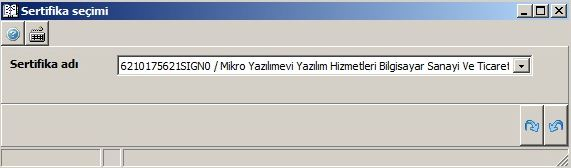 Sertifika seçimi
Sertifika adı
6210175621SIGN0 / Mikro Yazılımevi Yazılım Hizmetleri Bilgisayar Sanayi Ve Ticaret